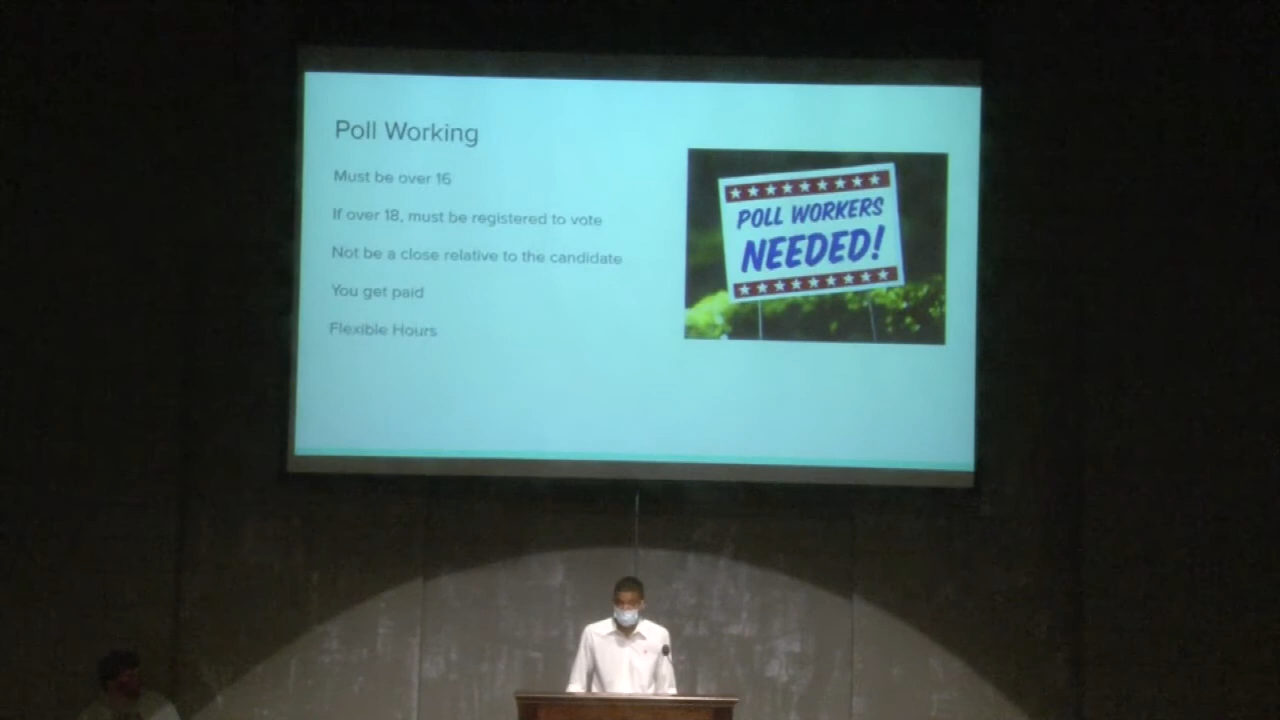 Poll Working
Must be over 16
If over 18, must be registered to vote
Not be a close relative to the candidate
You get paid
Flexible Hours
POLL WORKERS
NEEDED!